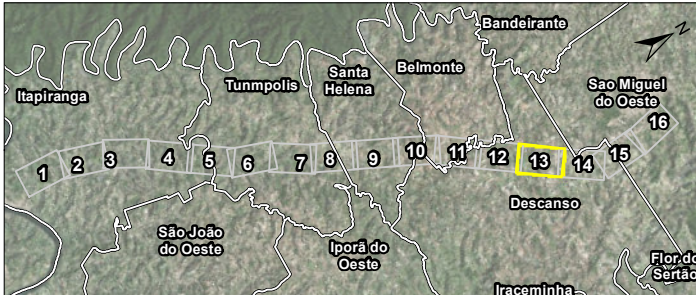 Bandeirante
Z
Santa
Helena
Belmonte
Tunmpolis
Itapiranga
Sao Miguel
do Oeste
1
2
3
4
5
6
7
8
9
10
11
12
13
14
15
16
Descanso
São João
do Oeste
Iporã do
Oeste
Flor do
Sertão
Iraceminha